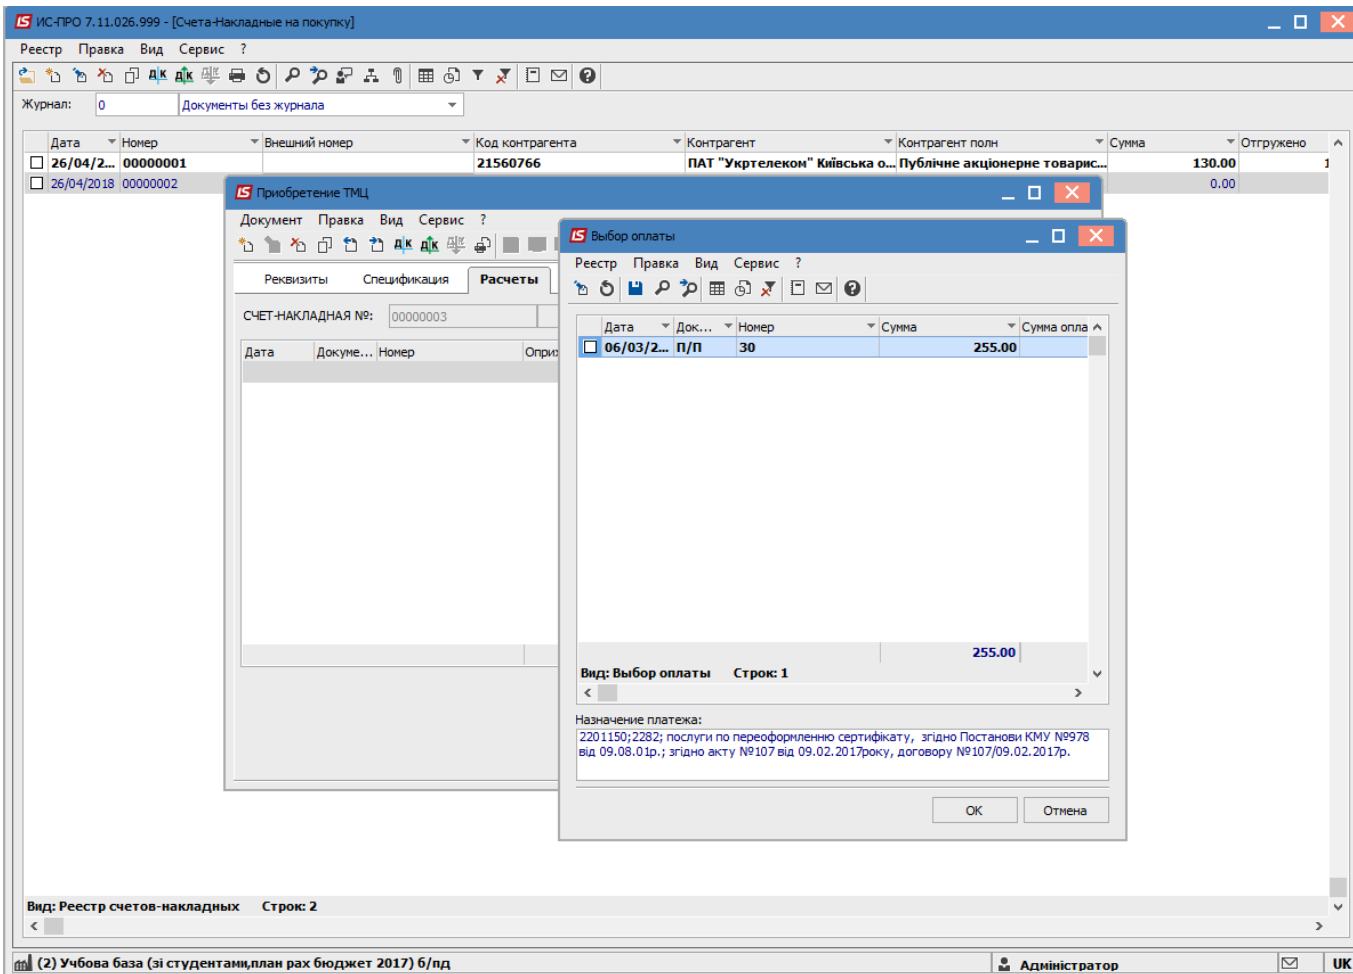 ИС-ПРО 7.11.026.999 - [Счета-Накладные на покупку]
Реестр Правка Вид Сервис ?
Журнал: 0 Документы без журнала
Дата Номер Внешний номер Код контрагента Контрагент Контрагент полн Сумма Отгружено
26/04/2... 00000001 21560766 ПАТ "Укртелеком" Київська о... Публічне акціонерне товарис... 130.00 1
26/04/2018 00000002 0.00
Приобретение ТМЦ
Документ Правка Вид Сервис ?
Реквизиты Спецификация Расчеты
СЧЕТ-НАКЛАДНАЯ №: 00000003
Дата Докуме... Номер Оприх
Выбор оплаты
Реестр Правка Вид Сервис ?
Дата Док... Номер Сумма Сумма опла
06/03/2... П/П 30 255.00
255.00
Вид: Выбор оплаты Строк: 1
Назначение платежа:
2201150;2282; послуги по переоформленню сертифікату, згідно Постанови КМУ №978
від 09.08.01р.; згідно акту №107 від 09.02.2017року, договору №107/09.02.2017р.
OK Отмена
Вид: Реестр счетов-накладных Строк: 2
(2) Учбова база (зі студентами,план рах бюджет 2017) б/пд Адміністратор UK